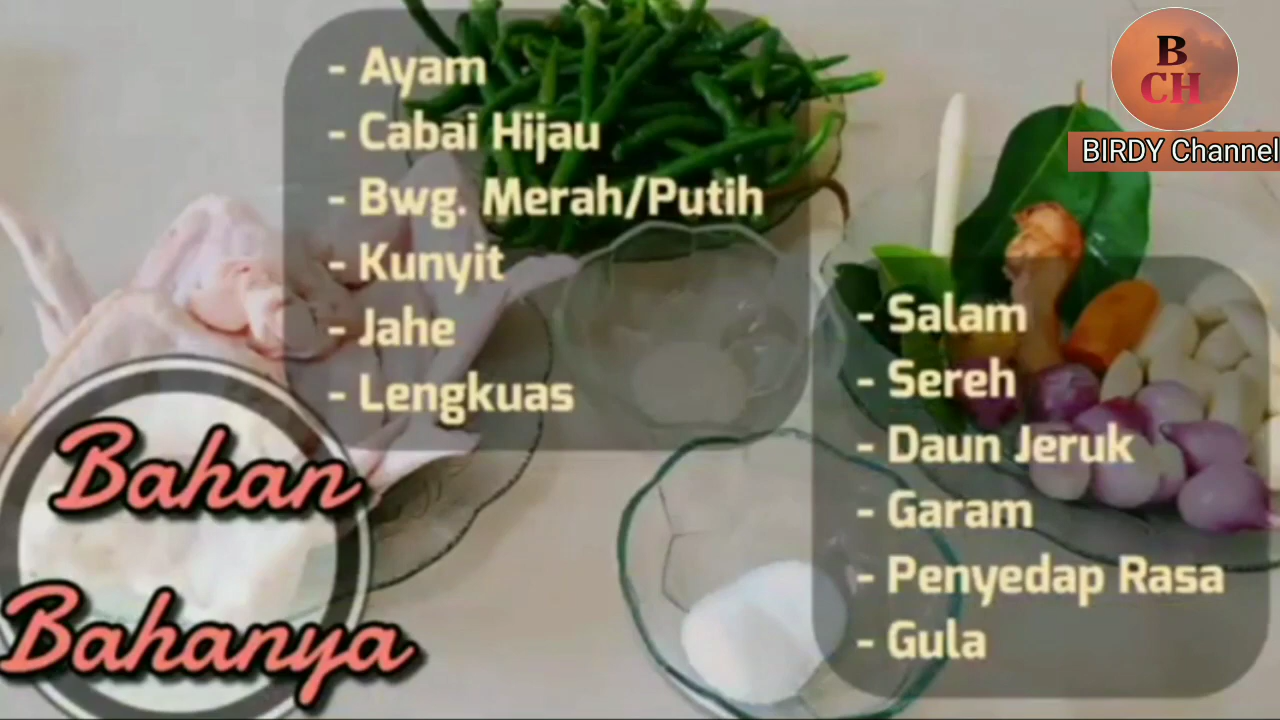 - Ayam
- Cabai Hijau
- Bwg. Merah/Putih
- Kunyit
- Jahe
- Lengkuas
- Salam
- Sereh
- Daun Jeruk
- Garam
- Penyedap Rasa
- Gula
Bahan
Bahanya
B
CH
BIRDY Channel